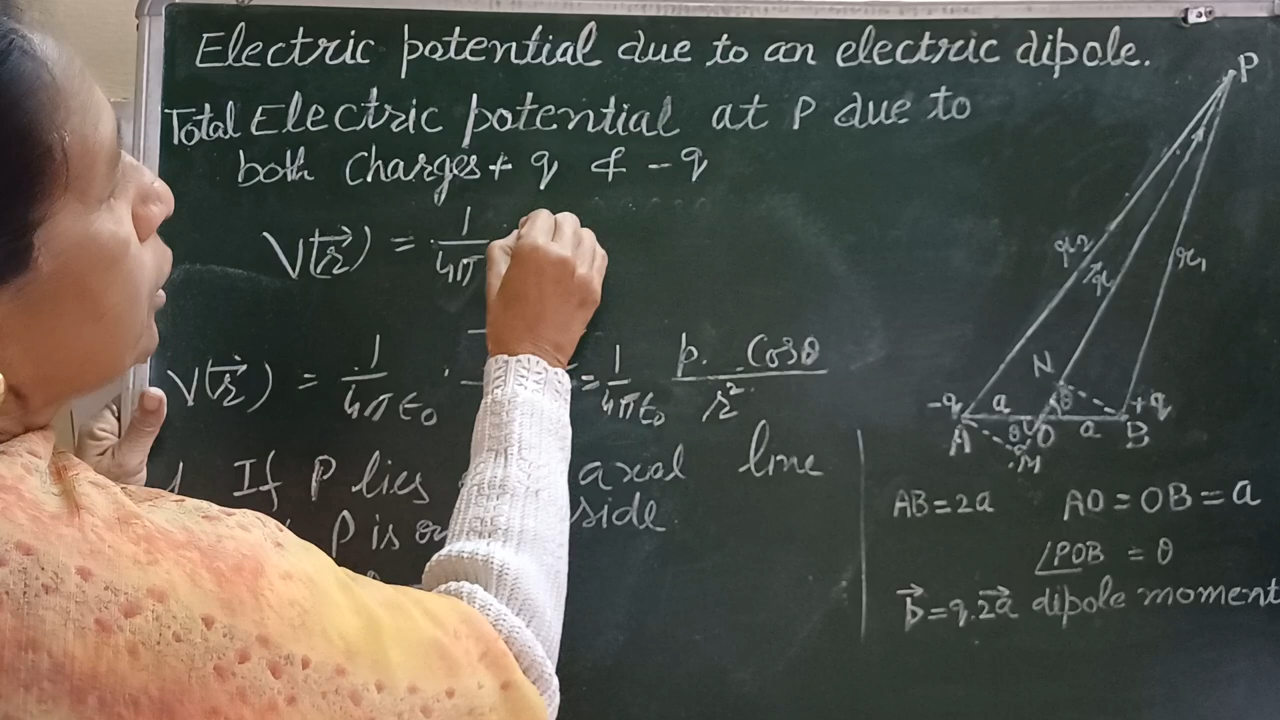 Electric potential due to an electric dipole.
Total Electric potential at P due to
both charges + q & -q
V(r⃗) = 1/4π
V(r⃗) = 1/4πϵ₀ . = 1/4πϵ₀ p. Cosθ/r²
1 If P lies axal line
P is side
P
r₂
r⃗
r₁
N
-q a θ +q
A θ O a B
M
AB = 2a AO = OB = a
∠POB = θ
p⃗ = q.2a⃗ dipole moment